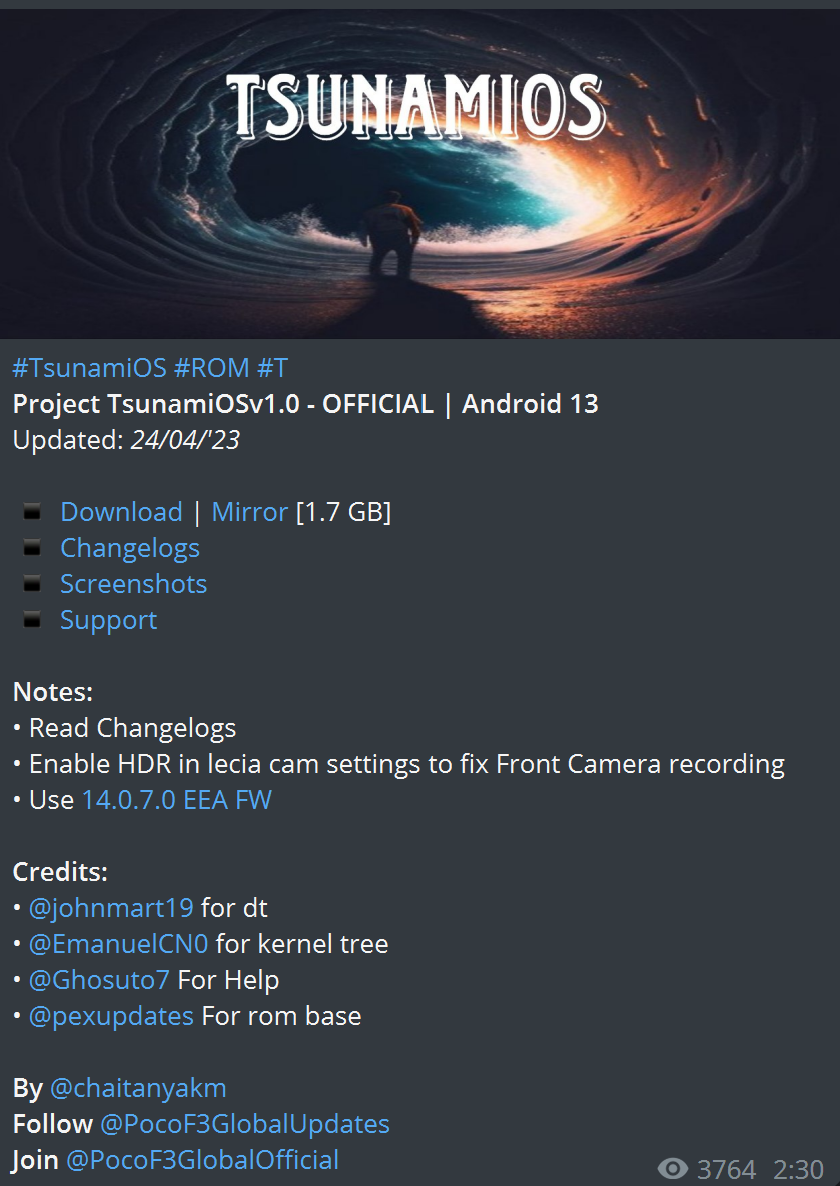 TSUNAMIOS
#TsunamiOS #ROM #T
Project TsunamiOSv1.0 - OFFICIAL | Android 13
Updated: 24/04/'23
▪ Download | Mirror [1.7 GB]
▪ Changelogs
▪ Screenshots
▪ Support
Notes:
• Read Changelogs
• Enable HDR in lecia cam settings to fix Front Camera recording
• Use 14.0.7.0 EEA FW
Credits:
• @johnmart19 for dt
• @EmanuelCN0 for kernel tree
• @Ghosuto7 For Help
• @pexupdates For rom base
By @chaitanyakm
Follow @PocoF3GlobalUpdates
Join @PocoF3GlobalOfficial
3764 2:30